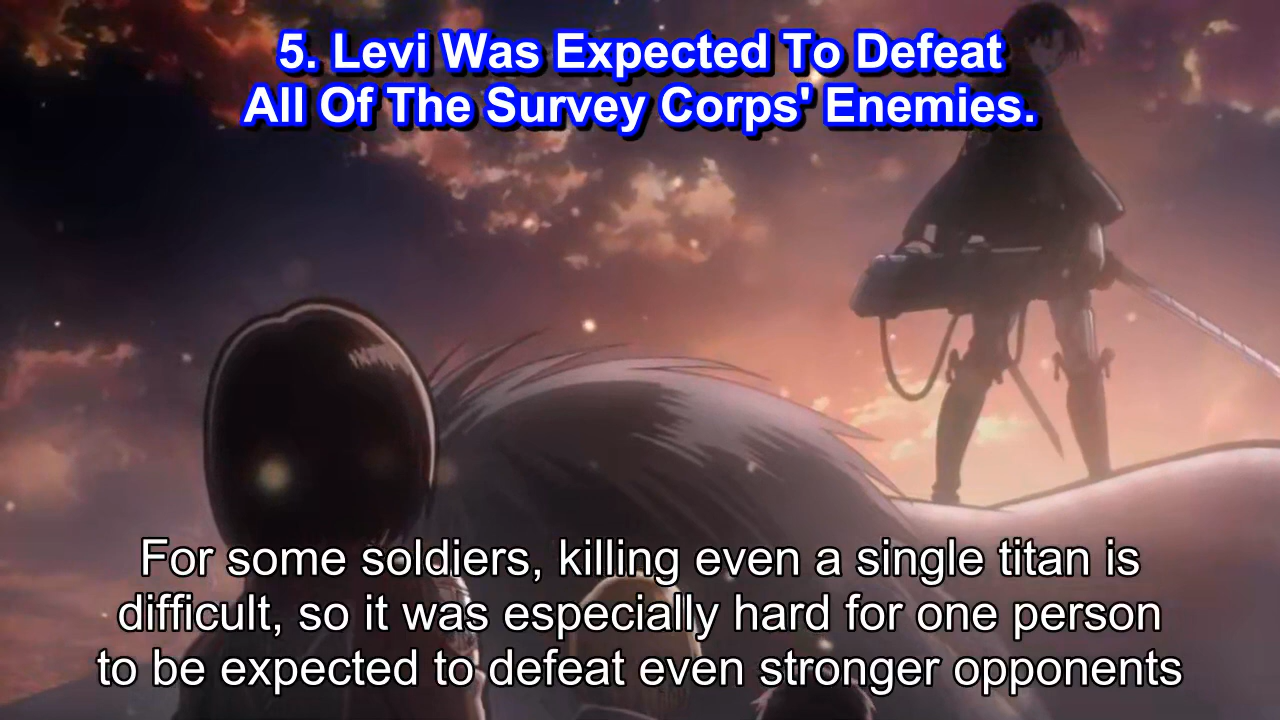 5. Levi Was Expected To Defeat
All Of The Survey Corps' Enemies.
For some soldiers, killing even a single titan is
difficult, so it was especially hard for one person
to be expected to defeat even stronger opponents